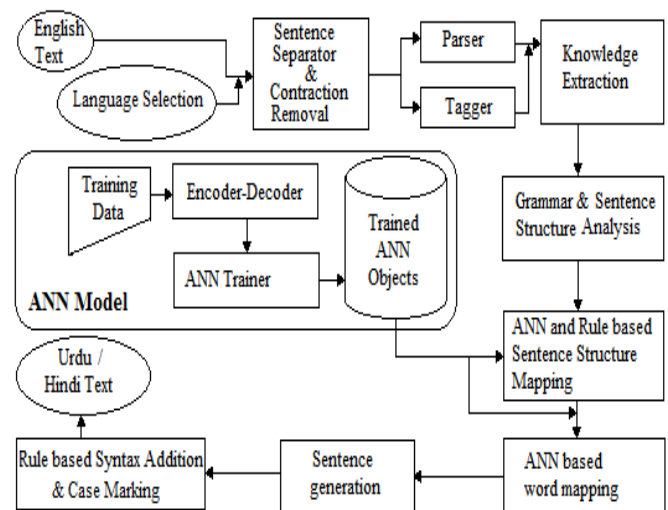 English
Text
Language Selection
Sentence
Separator
&
Contraction
Removal
Parser
Tagger
Knowledge
Extraction
Training
Data
Encoder-Decoder
ANN Trainer
Trained
ANN
Objects
ANN Model
Grammar & Sentence
Structure Analysis
ANN and Rule based
Sentence Structure
Mapping
ANN based
word mapping
Sentence
generation
Rule based Syntax Addition
& Case Marking
Urdu /
Hindi Text